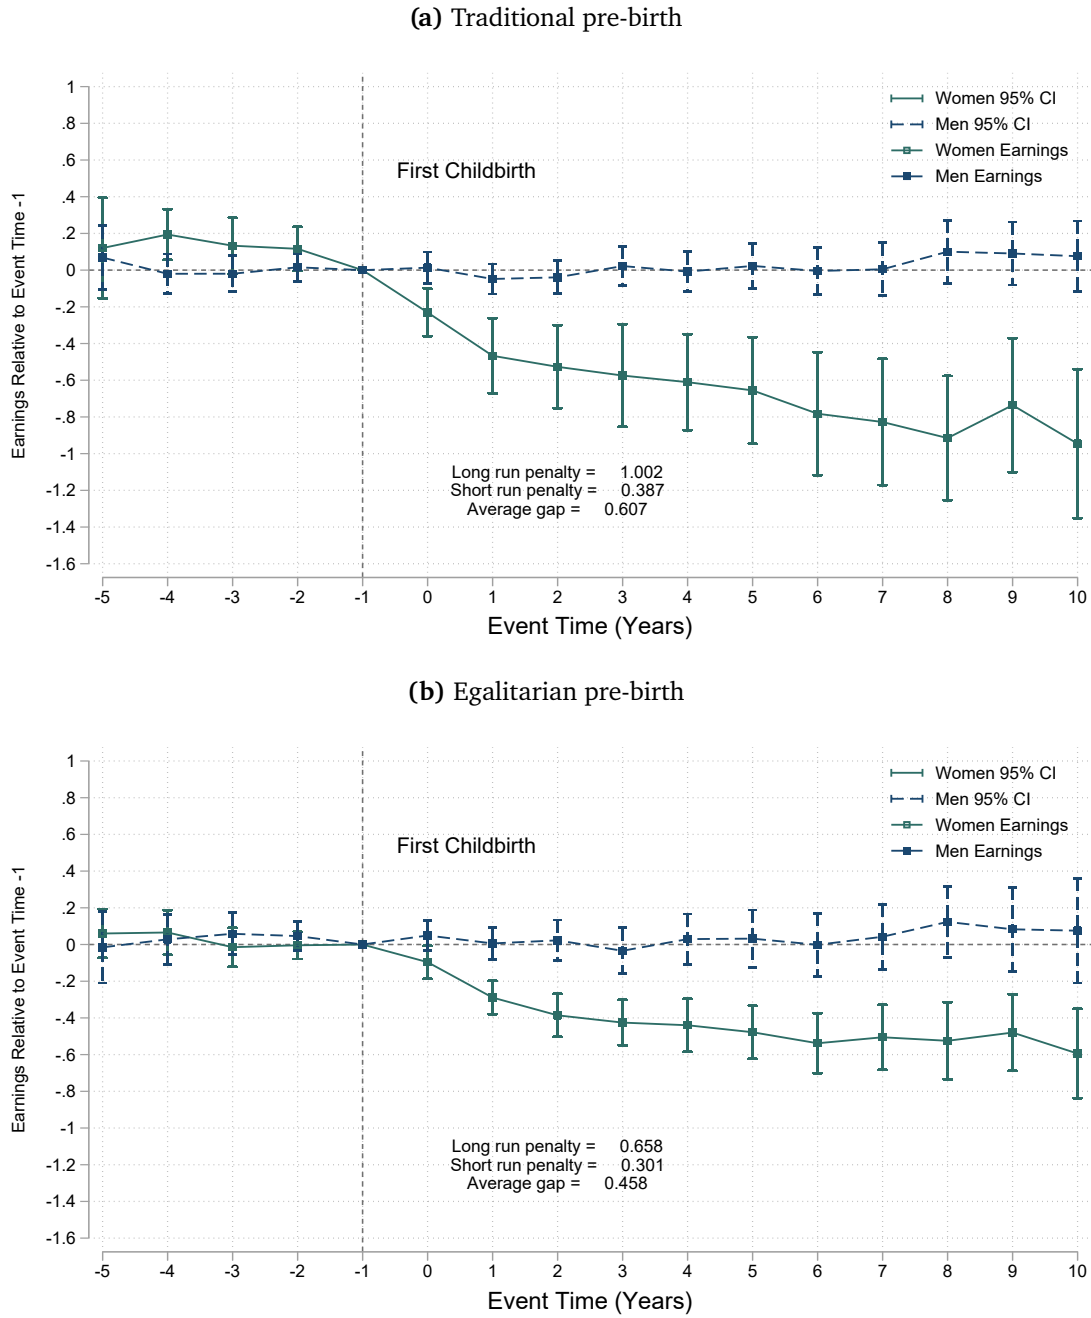 (a) Traditional pre-birth
Women 95% CI
Men 95% CI
Women Earnings
Men Earnings
First Childbirth
Earnings Relative to Event Time -1
1
.8
.6
.4
.2
0
-.2
-.4
-.6
-.8
-1
-1.2
-1.4
-1.6
Long run penalty = 1.002
Short run penalty = 0.387
Average gap = 0.607
-5 -4 -3 -2 -1 0 1 2 3 4 5 6 7 8 9 10
Event Time (Years)
(b) Egalitarian pre-birth
Women 95% CI
Men 95% CI
Women Earnings
Men Earnings
First Childbirth
Earnings Relative to Event Time -1
1
.8
.6
.4
.2
0
-.2
-.4
-.6
-.8
-1
-1.2
-1.4
-1.6
Long run penalty = 0.658
Short run penalty = 0.301
Average gap = 0.458
-5 -4 -3 -2 -1 0 1 2 3 4 5 6 7 8 9 10
Event Time (Years)